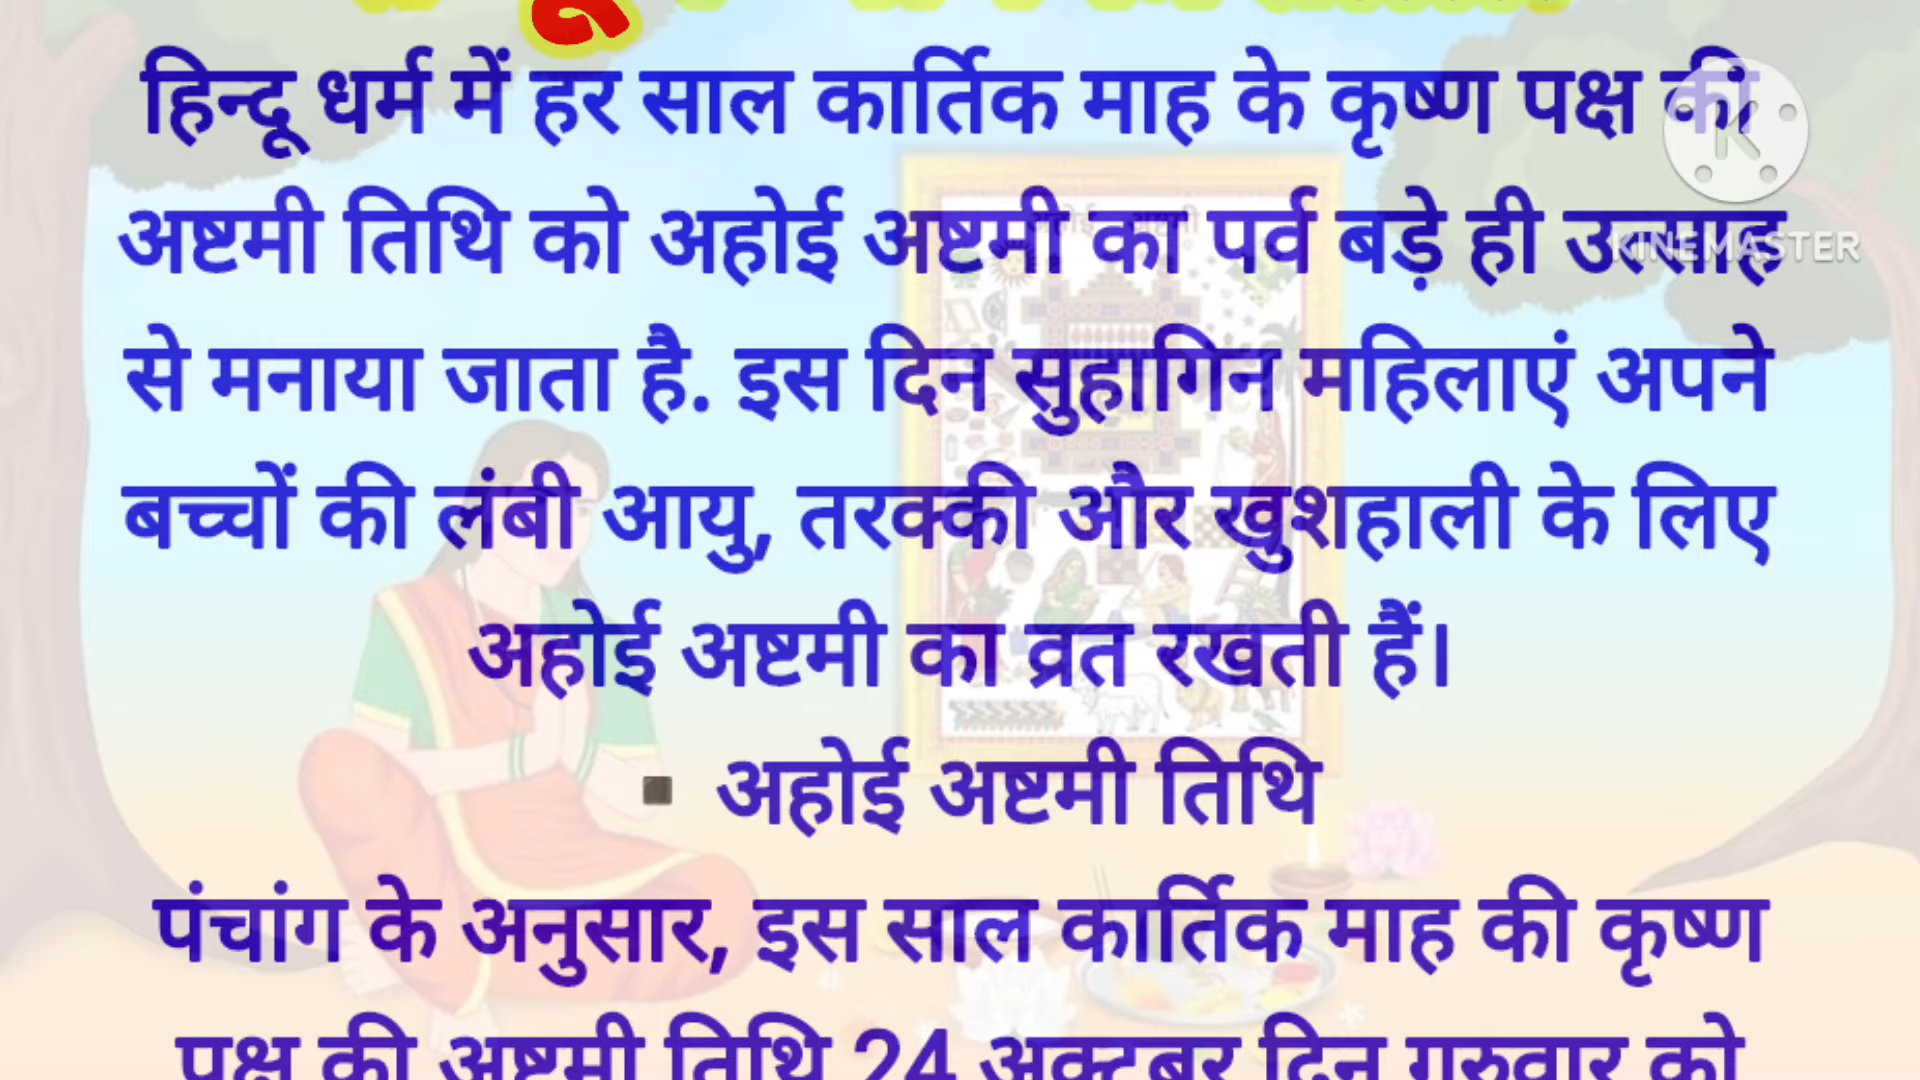 हिन्दू धर्म में हर साल कार्तिक माह के कृष्ण पक्ष की
अष्टमी तिथि को अहोई अष्टमी का पर्व बड़े ही उत्साह
KINEMASTER
से मनाया जाता है. इस दिन सुहागिन महिलाएं अपने
बच्चों की लंबी आयु, तरक्की और खुशहाली के लिए
अहोई अष्टमी का व्रत रखती हैं।
▪ अहोई अष्टमी तिथि
पंचांग के अनुसार, इस साल कार्तिक माह की कृष्ण
पक्ष की अष्टमी तिथि 24 अक्टूबर दिन गुरुवार को